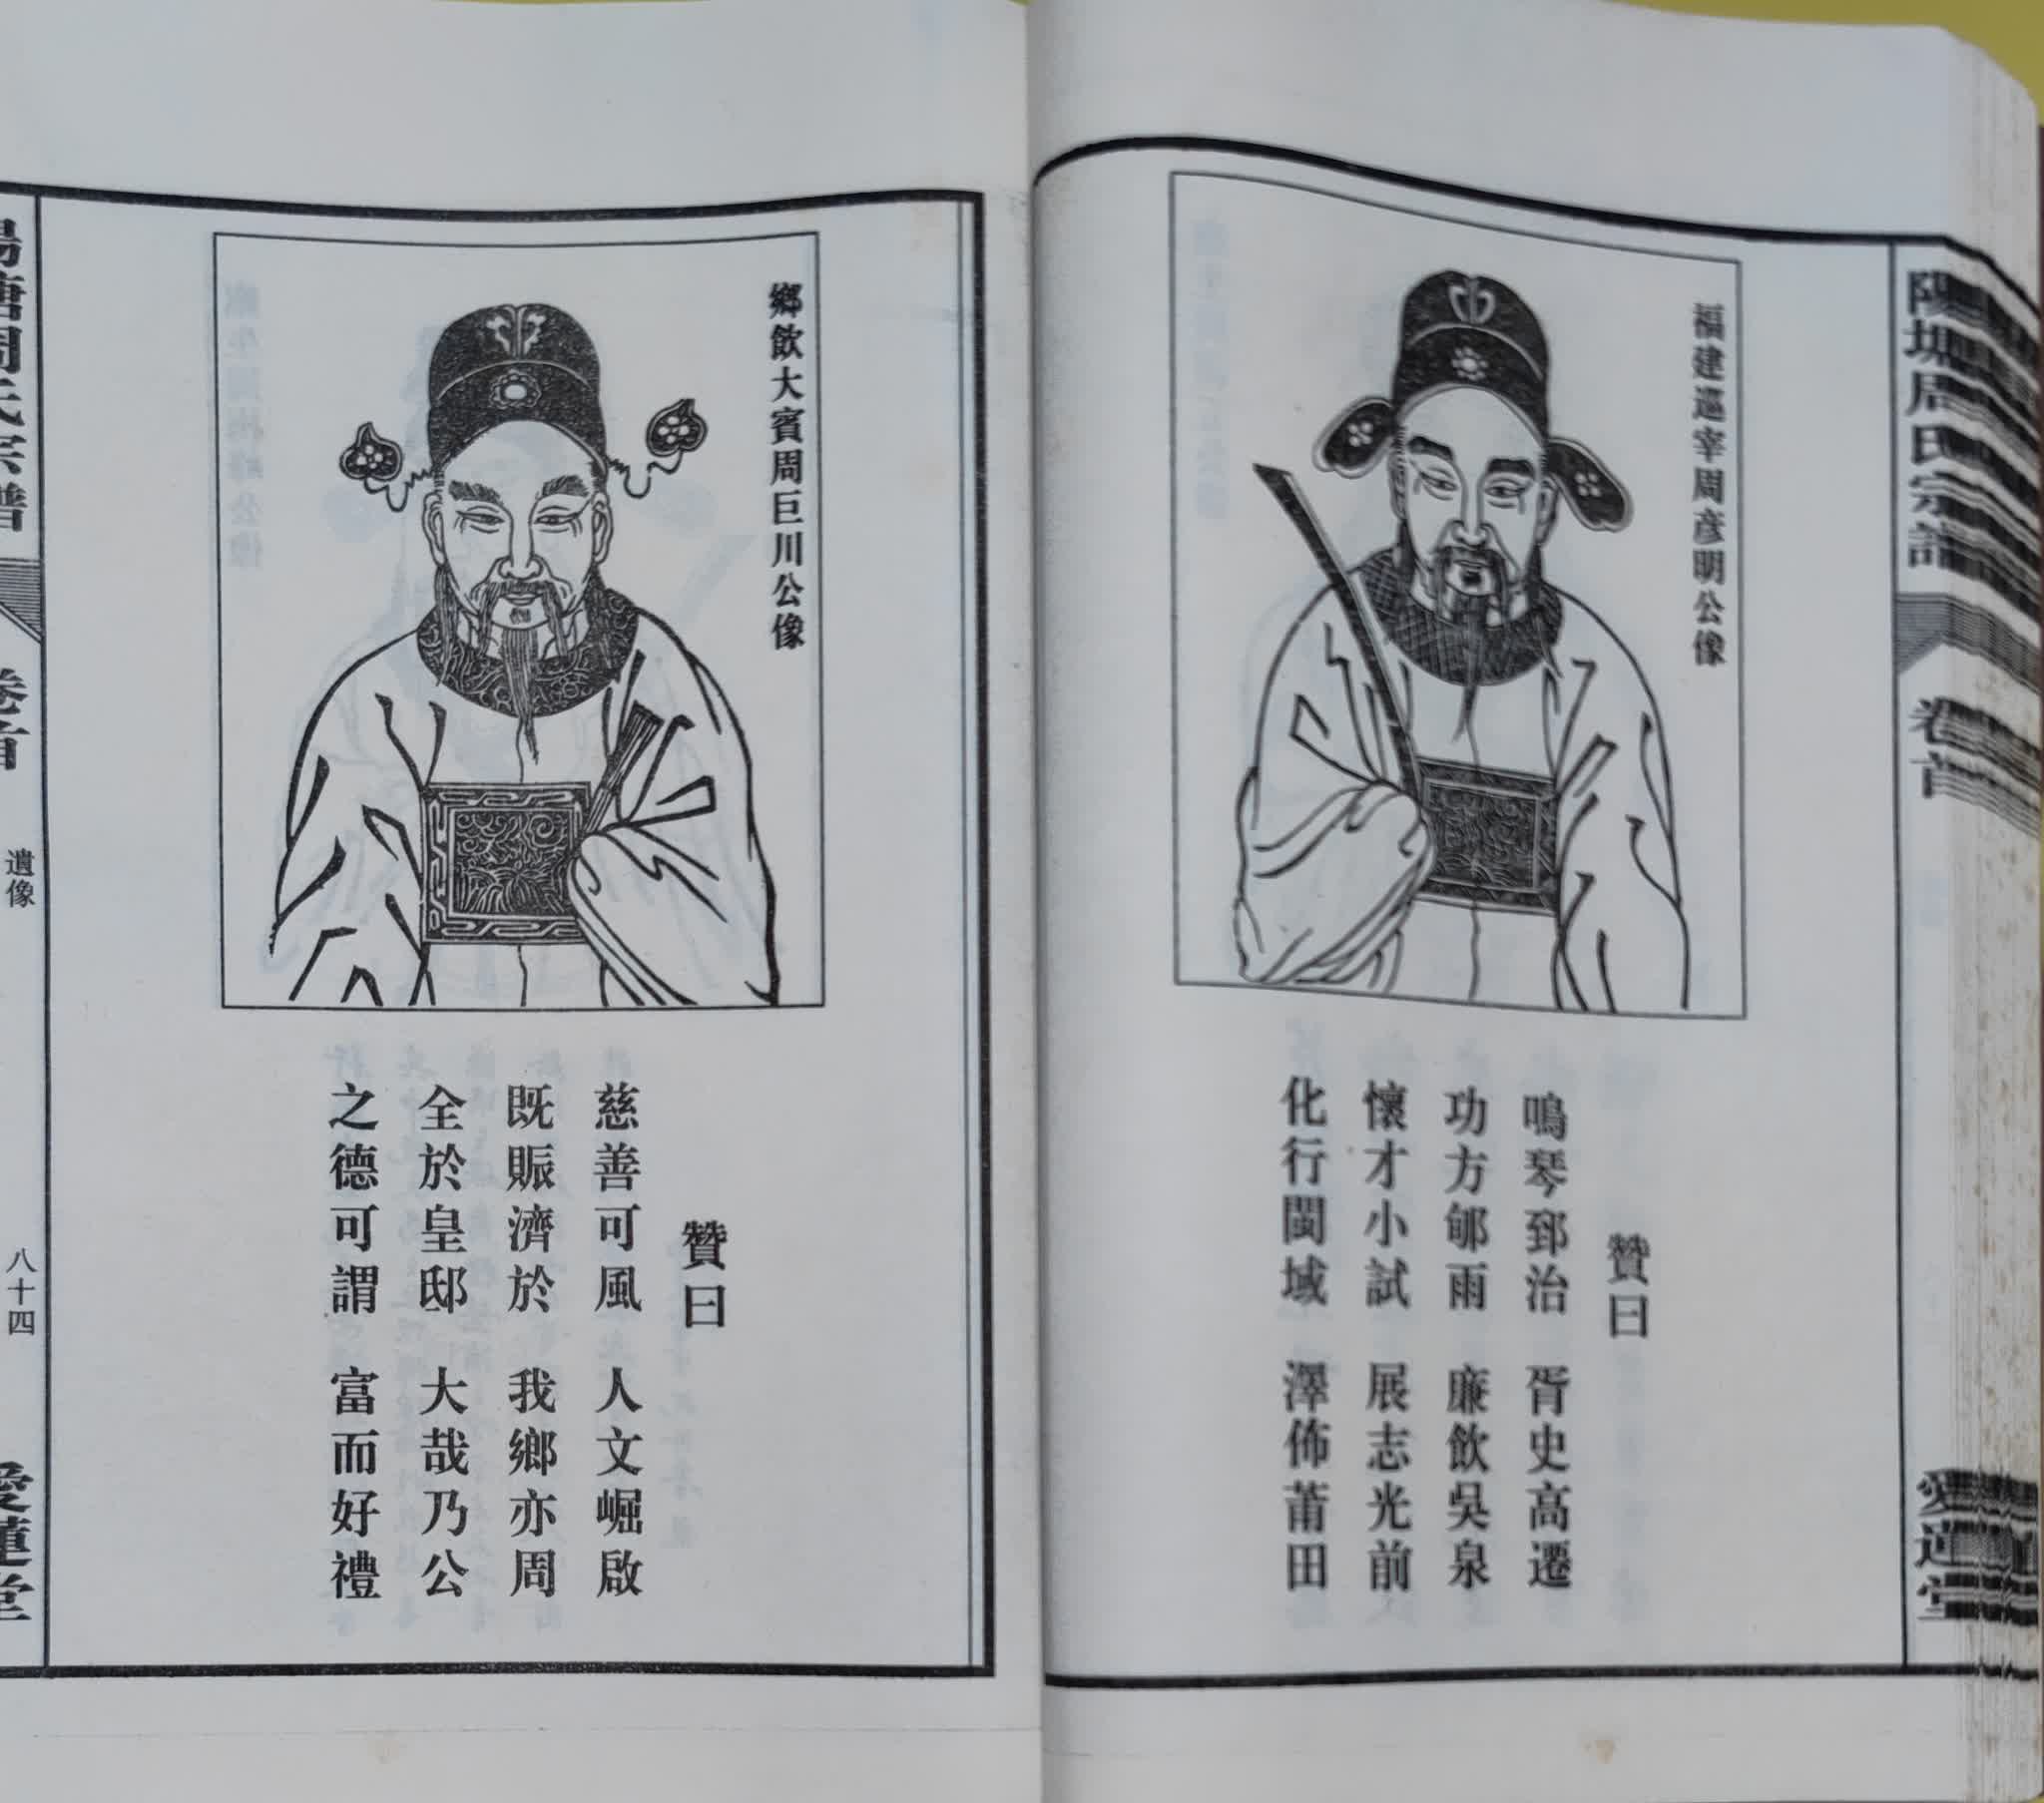 陽塘周氏宗譜
卷首
愛蓮堂
福建巡宰周彥明公像
贊曰
鳴琴郅治 胥史高遷
功方郇雨 廉飲吳泉
懷才小試 展志光前
化行閩域 澤佈莆田
鄉飲大賓周巨川公像
贊曰
慈善可風 人文崛啟
既賑濟於 我鄉亦周
全於皇邸 大哉乃公
之德可謂 富而好禮
陽塘周氏宗譜
卷首
遺像
八十四
愛蓮堂